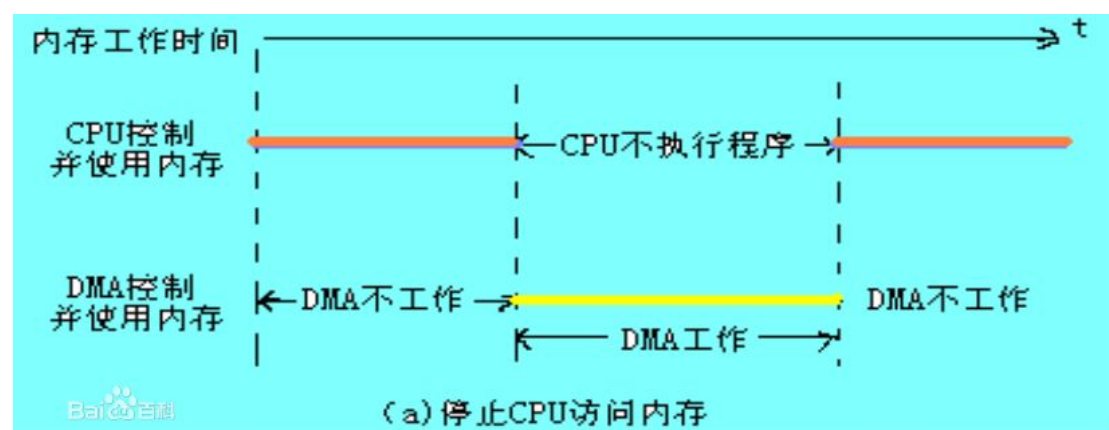 内存工作时间
t
CPU控制
并使用内存
CPU不执行程序
DMA控制
并使用内存
DMA不工作
DMA不工作
DMA工作
Bai百科
(a)停止CPU访问内存